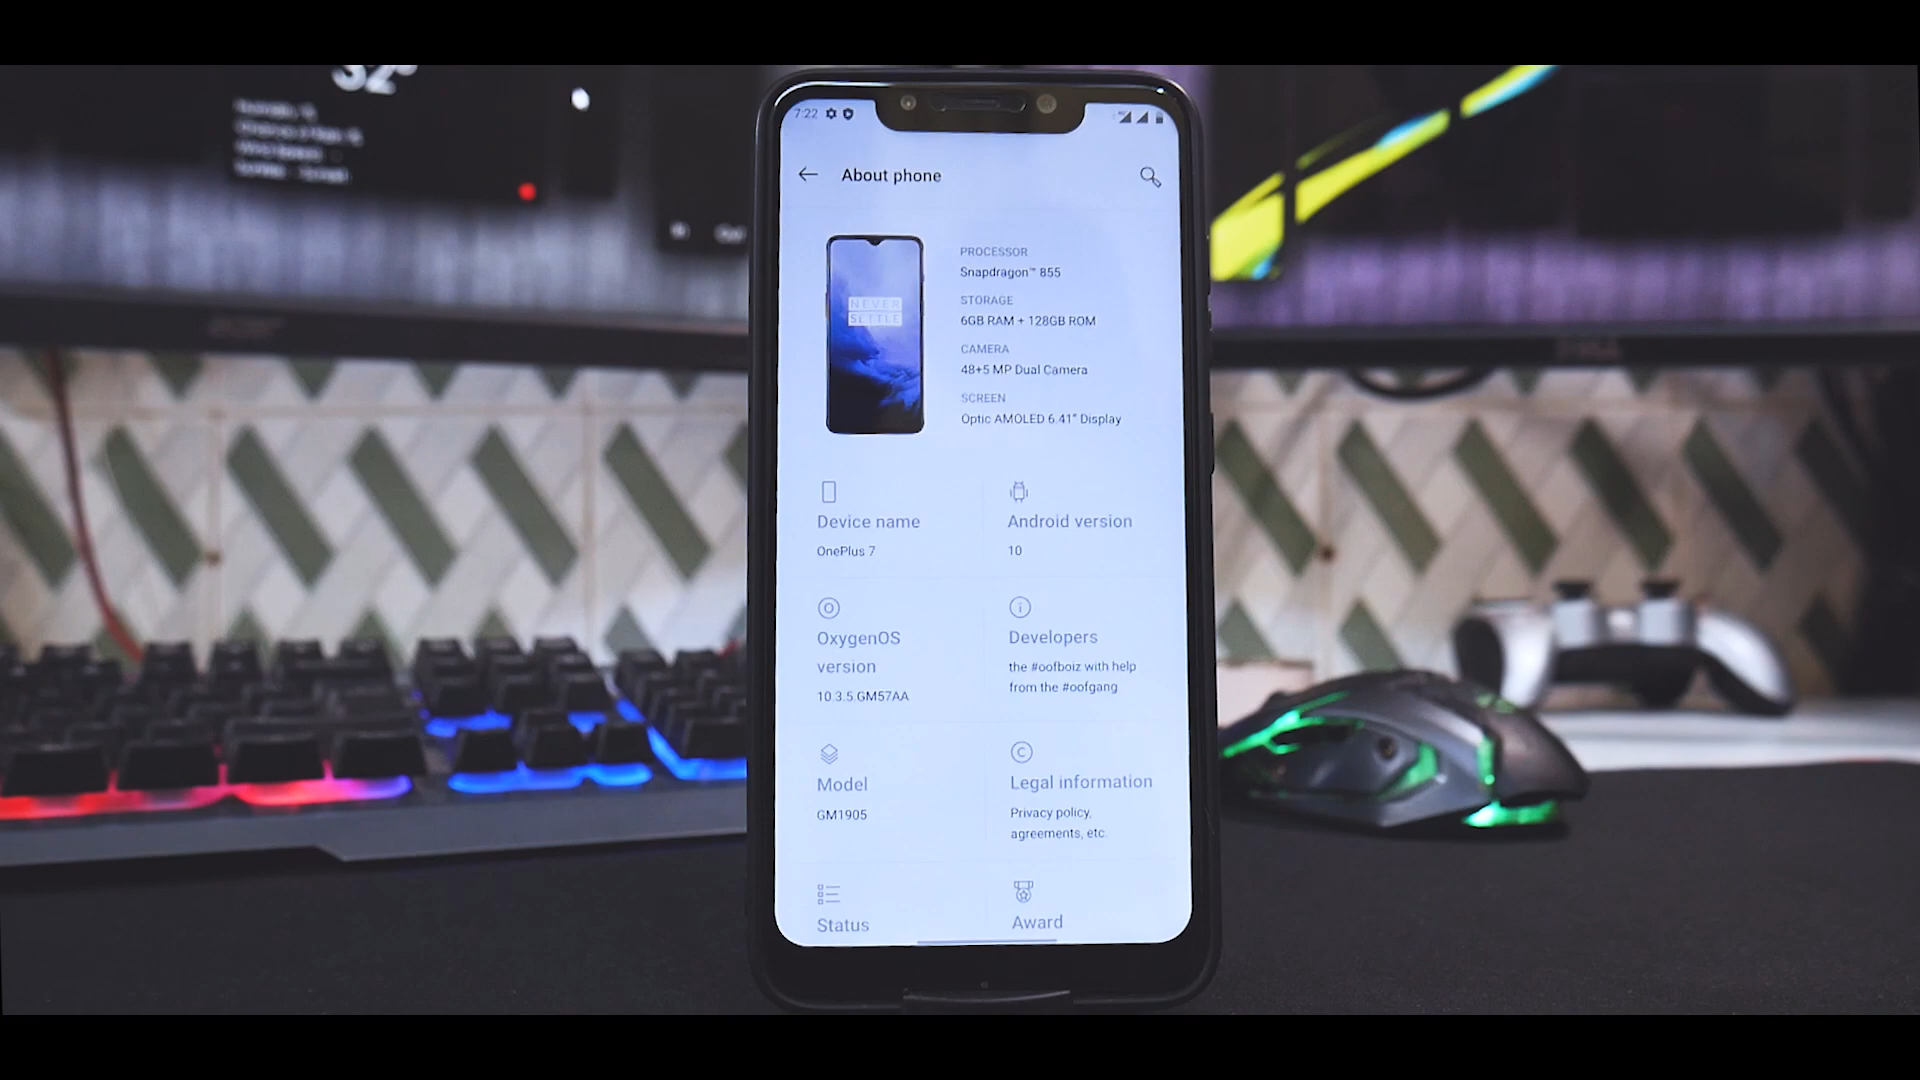 32°
7:22
About phone
NEVER
SETTLE
PROCESSOR
Snapdragon™ 855
STORAGE
6GB RAM + 128GB ROM
CAMERA
48+5 MP Dual Camera
SCREEN
Optic AMOLED 6.41" Display
Device name
OnePlus 7
Android version
10
OxygenOS
version
10.3.5.GM57AA
Developers
the #oofboiz with help
from the #oofgang
Model
GM1905
Legal information
Privacy policy,
agreements, etc.
Status
Award